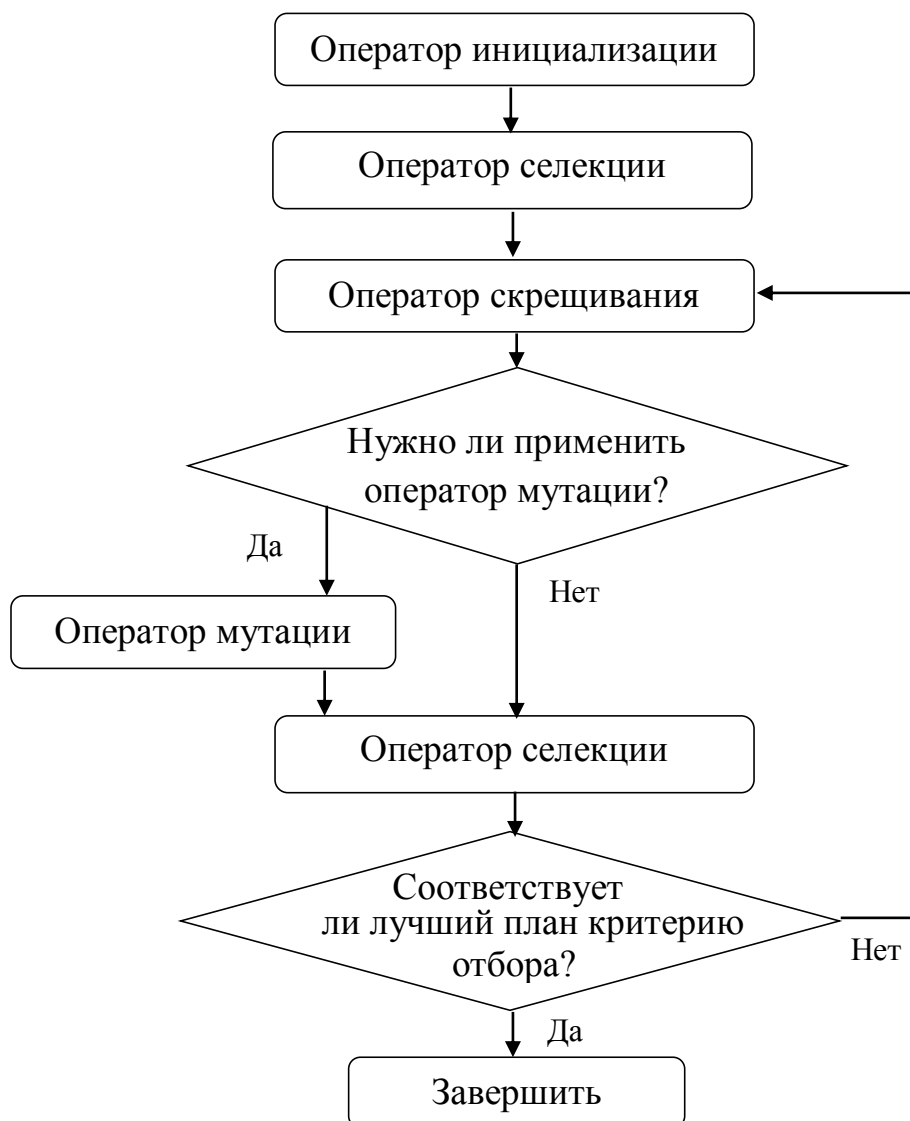 Оператор инициализации
Оператор селекции
Оператор скрещивания
Нужно ли применить
оператор мутации?
Да
Нет
Оператор мутации
Оператор селекции
Соответствует
ли лучший план критерию
отбора?
Нет
Да
Завершить